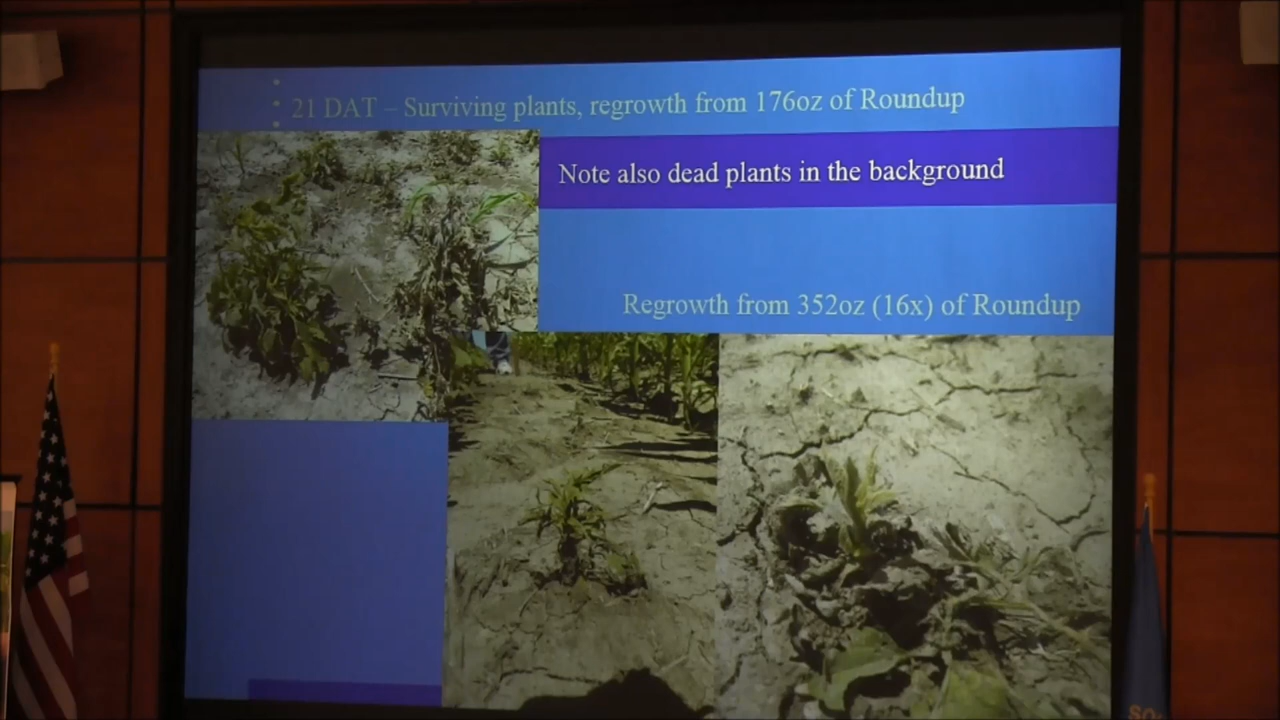 21 DAT – Surviving plants, regrowth from 176oz of Roundup
Note also dead plants in the background
Regrowth from 352oz (16x) of Roundup